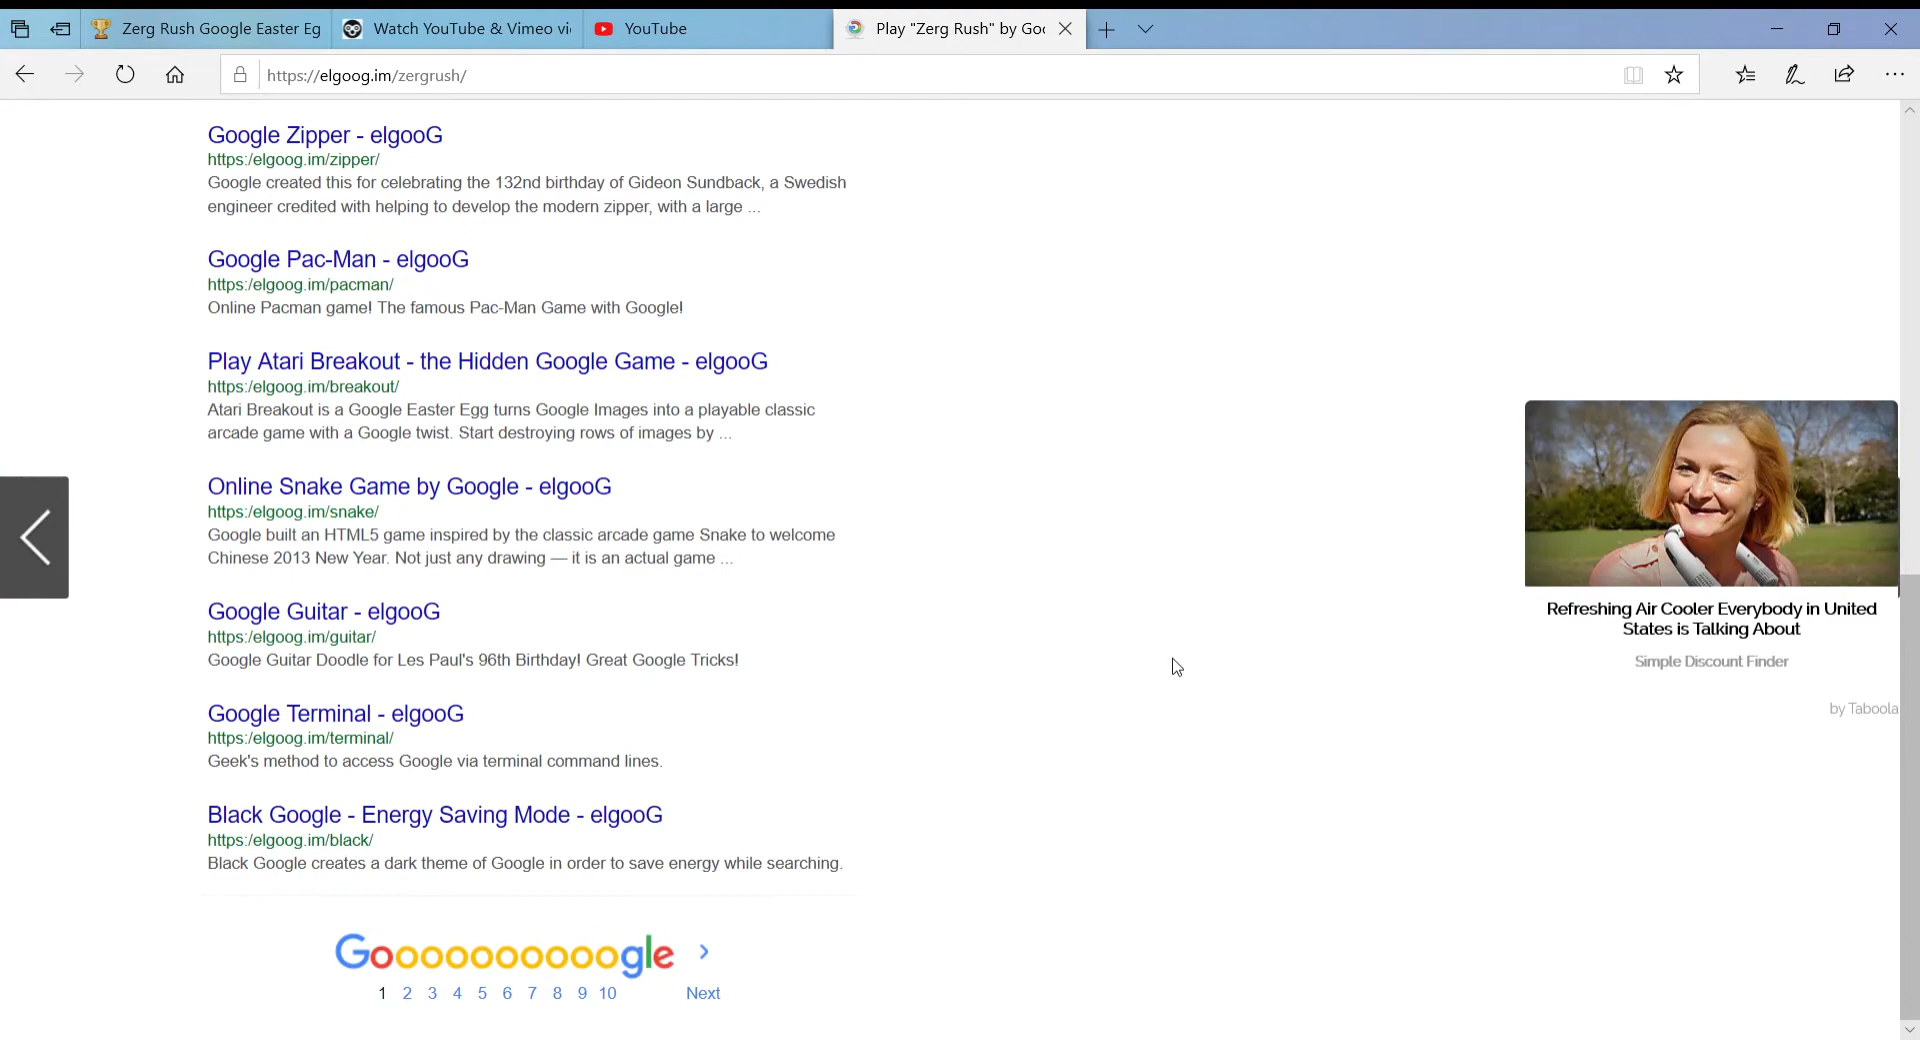 Zerg Rush Google Easter Eg
Watch YouTube & Vimeo vi
YouTube
Play "Zerg Rush" by Goo
https://elgoog.im/zergrush/
Google Zipper - elgooG
https:/elgoog.im/zipper/
Google created this for celebrating the 132nd birthday of Gideon Sundback, a Swedish
engineer credited with helping to develop the modern zipper, with a large ...
Google Pac-Man - elgooG
https:/elgoog.im/pacman/
Online Pacman game! The famous Pac-Man Game with Google!
Play Atari Breakout - the Hidden Google Game - elgooG
https:/elgoog.im/breakout/
Atari Breakout is a Google Easter Egg turns Google Images into a playable classic
arcade game with a Google twist. Start destroying rows of images by ...
Online Snake Game by Google - elgooG
https:/elgoog.im/snake/
Google built an HTML5 game inspired by the classic arcade game Snake to welcome
Chinese 2013 New Year. Not just any drawing — it is an actual game ...
Google Guitar - elgooG
https:/elgoog.im/guitar/
Google Guitar Doodle for Les Paul's 96th Birthday! Great Google Tricks!
Google Terminal - elgooG
https:/elgoog.im/terminal/
Geek's method to access Google via terminal command lines.
Black Google - Energy Saving Mode - elgooG
https:/elgoog.im/black/
Black Google creates a dark theme of Google in order to save energy while searching.
Goooooooooogle
1 2 3 4 5 6 7 8 9 10 Next
Refreshing Air Cooler Everybody in United
States is Talking About
Simple Discount Finder
by Taboola